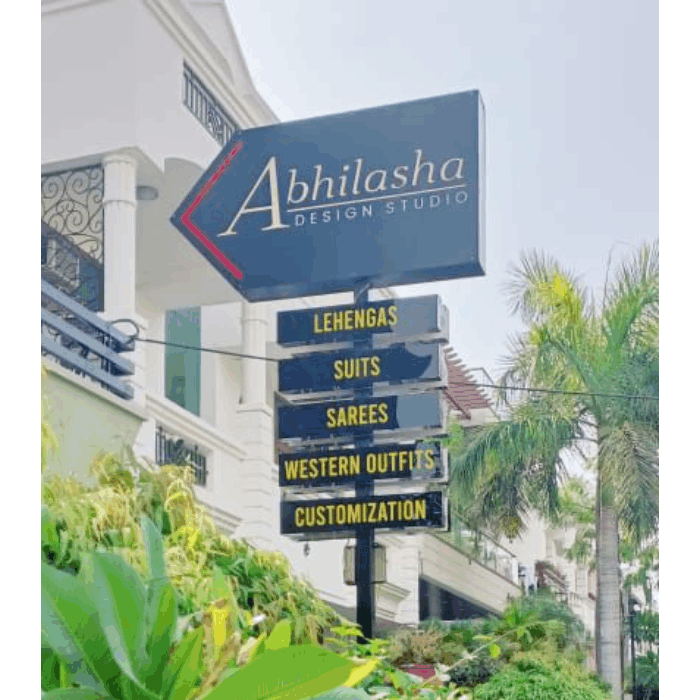 Abhilasha
DESIGN STUDIO
LEHENGAS
SUITS
SAREES
WESTERN OUTFITS
CUSTOMIZATION